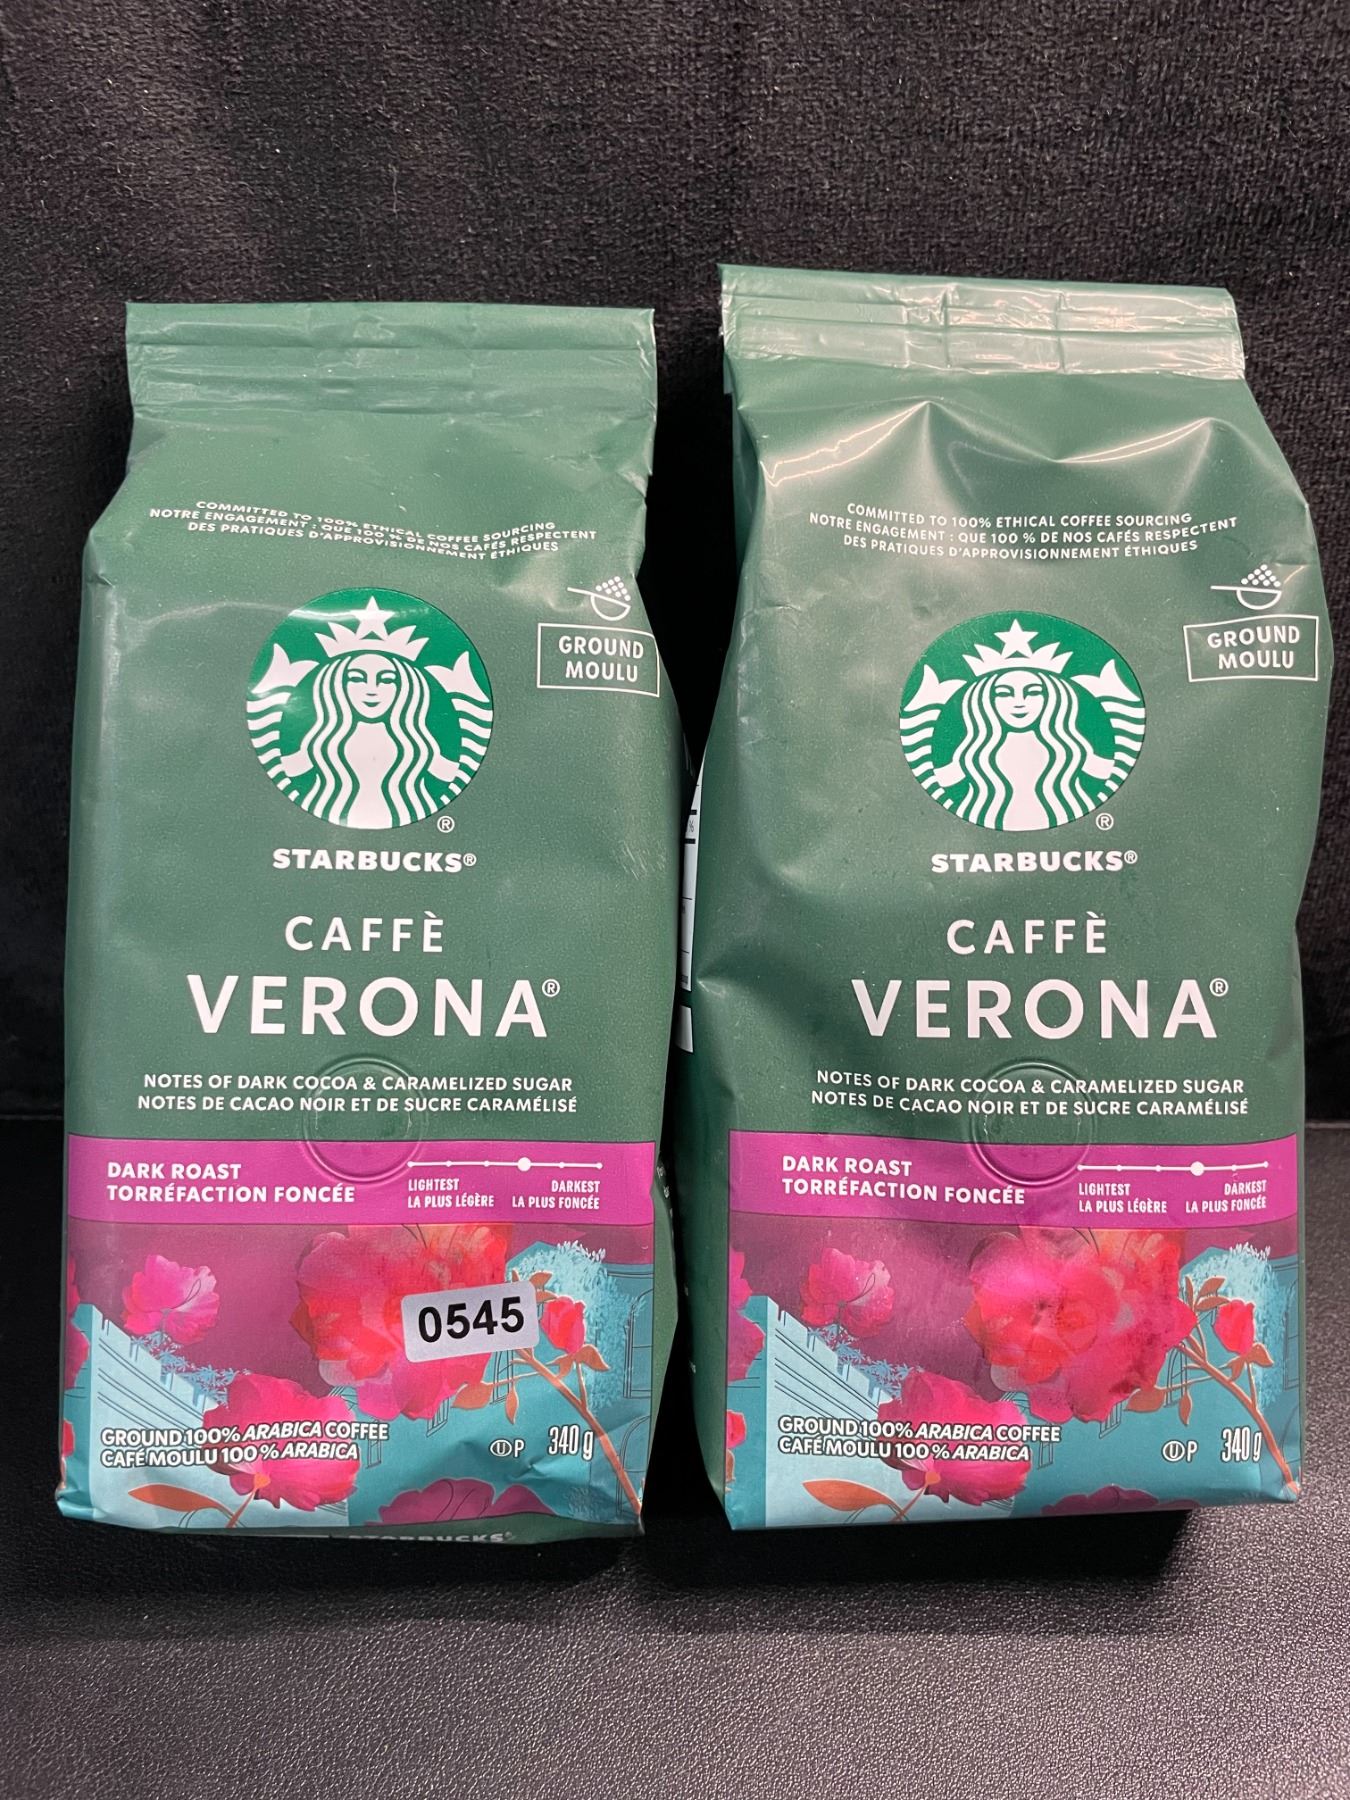 COMMITTED TO 100% ETHICAL COFFEE SOURCING
NOTRE ENGAGEMENT : QUE 100 % DE NOS CAFÉS RESPECTENT
DES PRATIQUES D'APPROVISIONNEMENT ÉTHIQUES
GROUND
MOULU
®
STARBUCKS®
CAFFÈ
VERONA®
NOTES OF DARK COCOA & CARAMELIZED SUGAR
NOTES DE CACAO NOIR ET DE SUCRE CARAMÉLISÉ
DARK ROAST
TORRÉFACTION FONCÉE
LIGHTEST
LA PLUS LÉGÈRE
DARKEST
LA PLUS FONCÉE
0545
GROUND 100% ARABICA COFFEE
CAFÉ MOULU 100 % ARABICA
UP 340 g
STARBUCKS®
COMMITTED TO 100% ETHICAL COFFEE SOURCING
NOTRE ENGAGEMENT : QUE 100 % DE NOS CAFÉS RESPECTENT
DES PRATIQUES D'APPROVISIONNEMENT ÉTHIQUES
GROUND
MOULU
®
STARBUCKS®
CAFFÈ
VERONA®
NOTES OF DARK COCOA & CARAMELIZED SUGAR
NOTES DE CACAO NOIR ET DE SUCRE CARAMÉLISÉ
DARK ROAST
TORRÉFACTION FONCÉE
LIGHTEST
LA PLUS LÉGÈRE
DARKEST
LA PLUS FONCÉE
GROUND 100% ARABICA COFFEE
CAFÉ MOULU 100 % ARABICA
UP 340 g